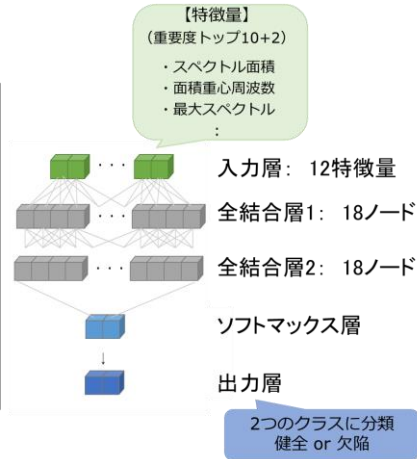 【特徴量】
(重要度トップ10+2)
・スペクトル面積
・面積重心周波数
・最大スペクトル
:
・・・
入力層: 12特徴量
・・・
全結合層1: 18ノード
・・・
全結合層2: 18ノード
ソフトマックス層
↓
出力層
2つのクラスに分類
健全 or 欠陥